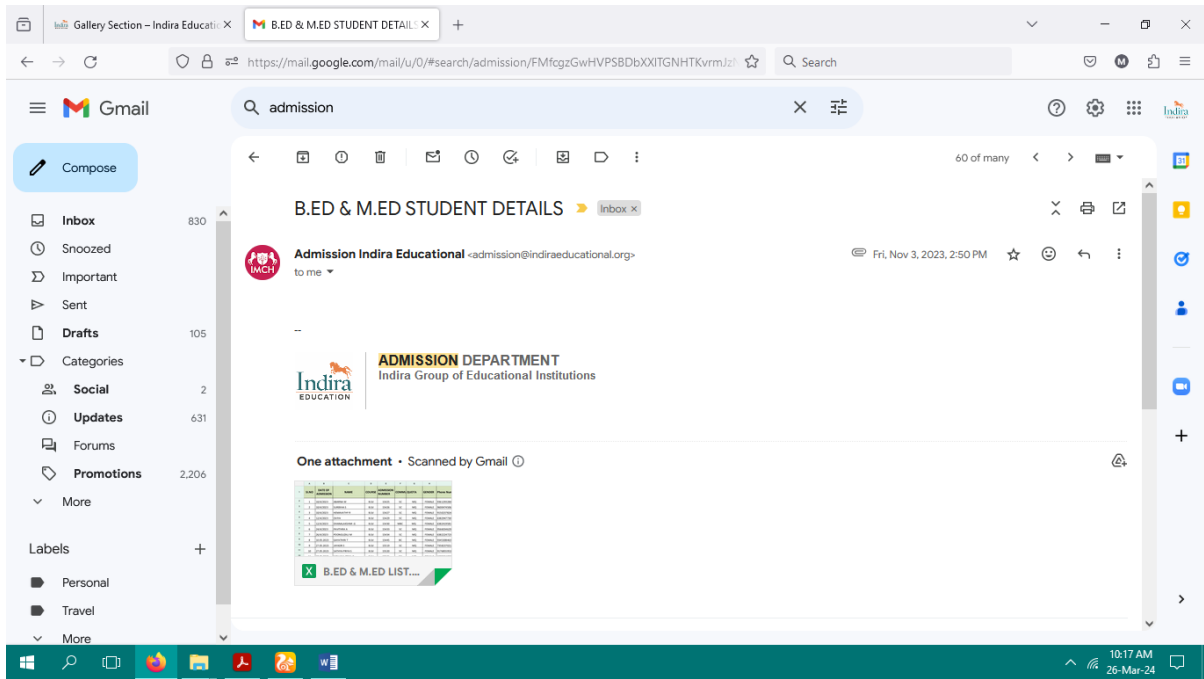 Gallery Section – Indira Educatio
B.ED & M.ED STUDENT DETAILS
https://mail.google.com/mail/u/0/#search/admission/FMfcgzGwHVPSBDbXXITGNHTKvrmJz
Search
M
Gmail
admission
Indira
Compose
60 of many
31
B.ED & M.ED STUDENT DETAILS
Inbox ×
Inbox 830
Snoozed
Important
Sent
Drafts 105
Categories
Social 2
Updates 631
Forums
Promotions 2,206
More
Labels
Personal
Travel
More
IMCH
Admission Indira Educational <admission@indiraeducational.org>
Fri, Nov 3, 2023, 2:50 PM
to me
--
Indira
EDUCATION
ADMISSION DEPARTMENT
Indira Group of Educational Institutions
One attachment • Scanned by Gmail
X B.ED & M.ED LIST....
W
10:17 AM
26-Mar-24